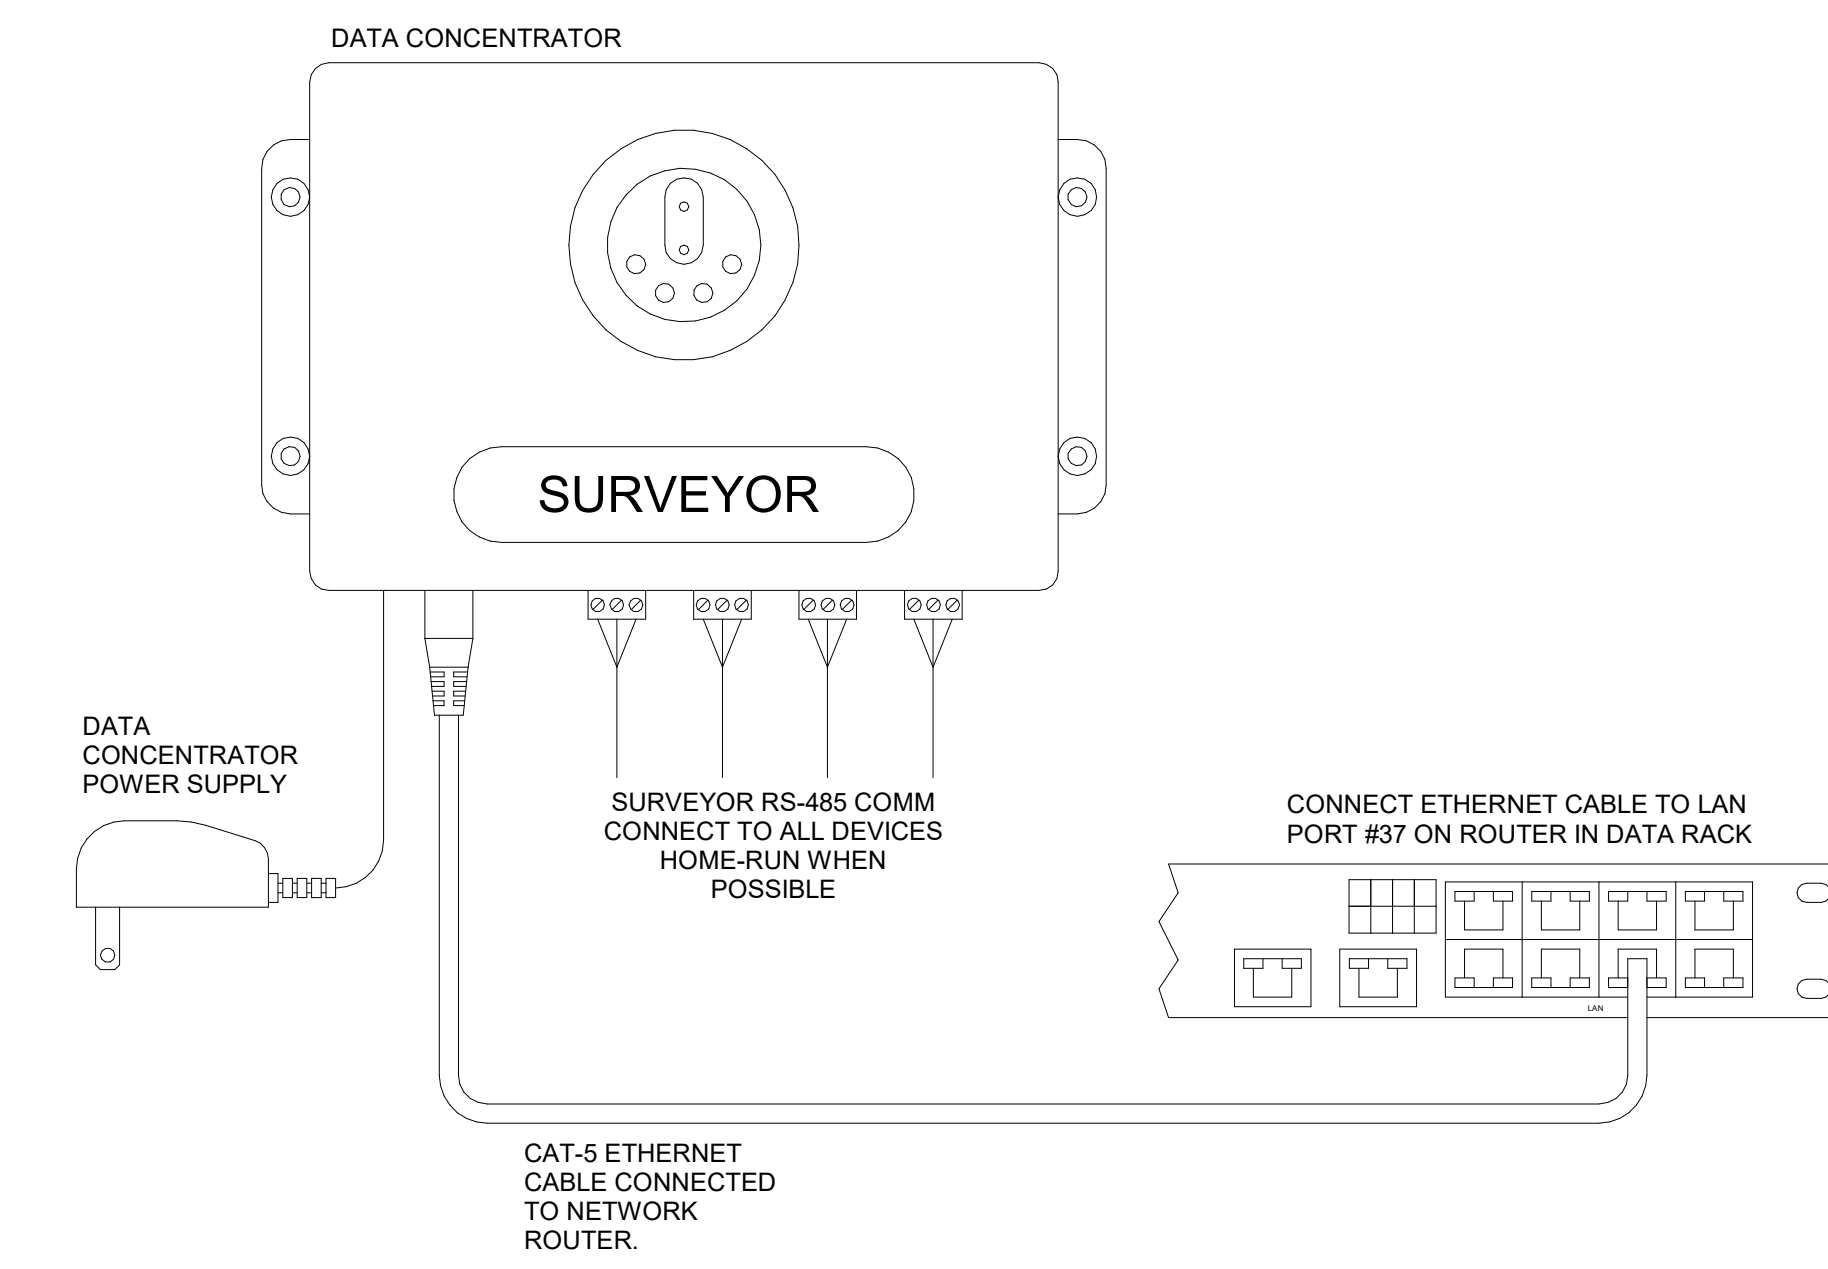 DATA CONCENTRATOR
SURVEYOR
DATA
CONCENTRATOR
POWER SUPPLY
SURVEYOR RS-485 COMM
CONNECT TO ALL DEVICES
HOME-RUN WHEN
POSSIBLE
CONNECT ETHERNET CABLE TO LAN
PORT #37 ON ROUTER IN DATA RACK
LAN
CAT-5 ETHERNET
CABLE CONNECTED
TO NETWORK
ROUTER.